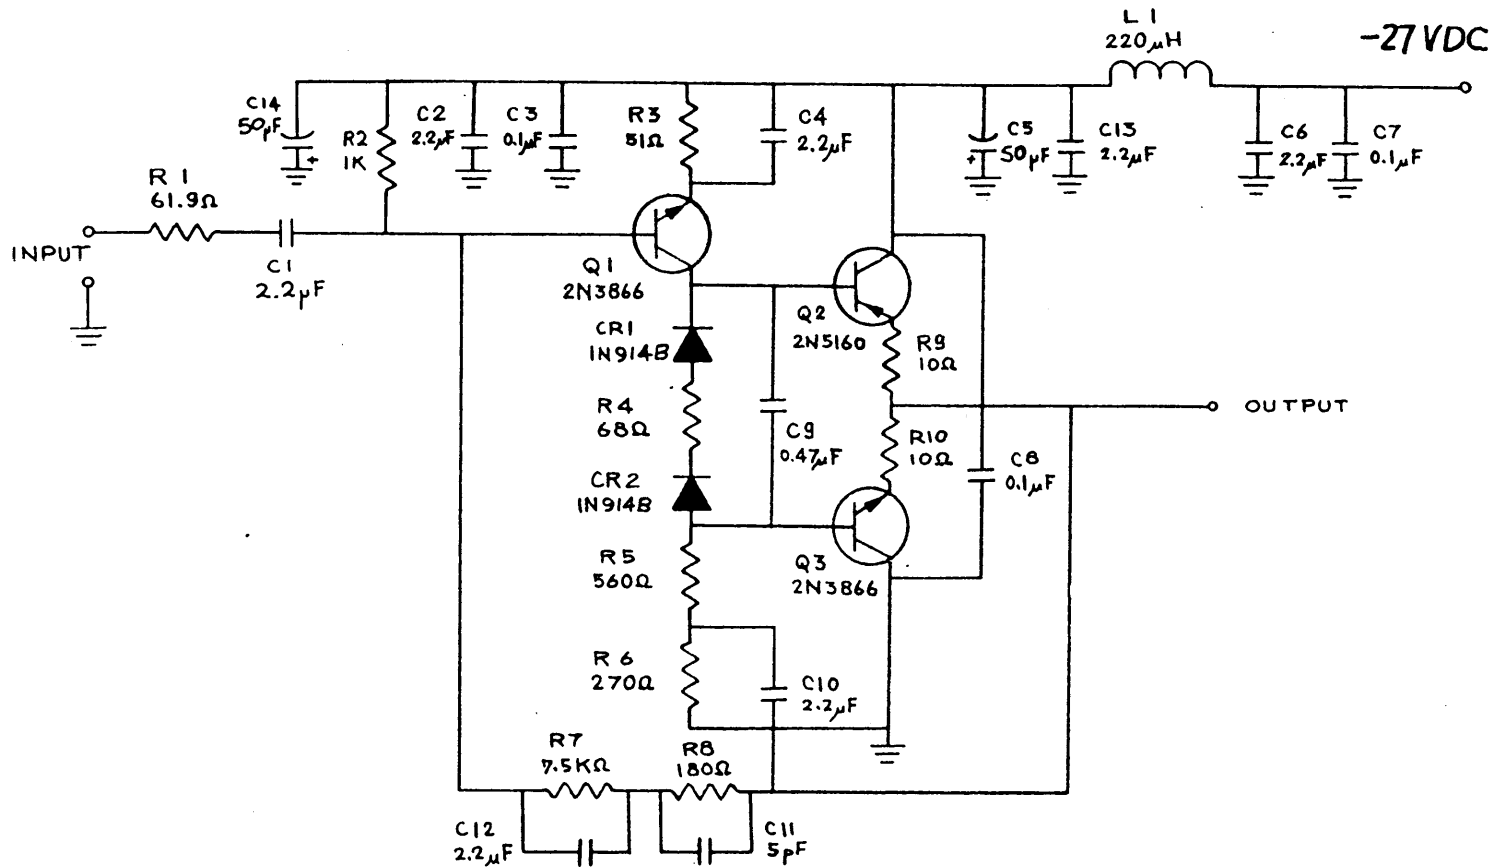 L1
220μH
-27 VDC
C14
50μF
+
R2
1K
C2
2.2μF
C3
0.1μF
R3
51Ω
C4
2.2μF
C5
50μF
+
C13
2.2μF
C6
2.2μF
C7
0.1μF
R1
61.9Ω
INPUT
C1
2.2μF
Q1
2N3866
Q2
2N5160
CR1
1N914B
R9
10Ω
R4
68Ω
C9
0.47μF
OUTPUT
R10
10Ω
C8
0.1μF
CR2
1N914B
Q3
2N3866
R5
560Ω
R6
270Ω
C10
2.2μF
R7
7.5KΩ
R8
180Ω
C12
2.2μF
C11
5pF